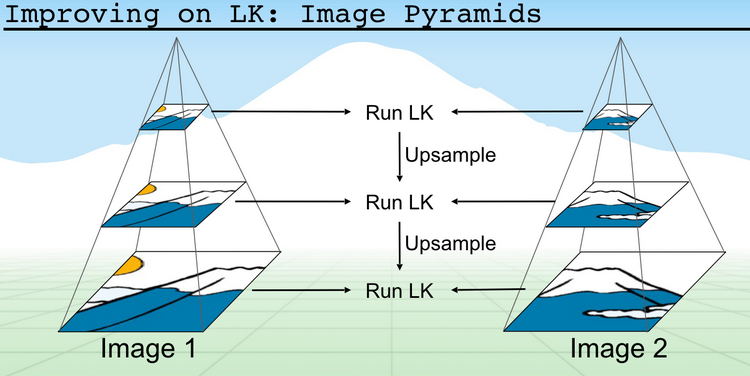 Improving on LK: Image Pyramids
Run LK
Upsample
Run LK
Upsample
Run LK
Image 1
Image 2